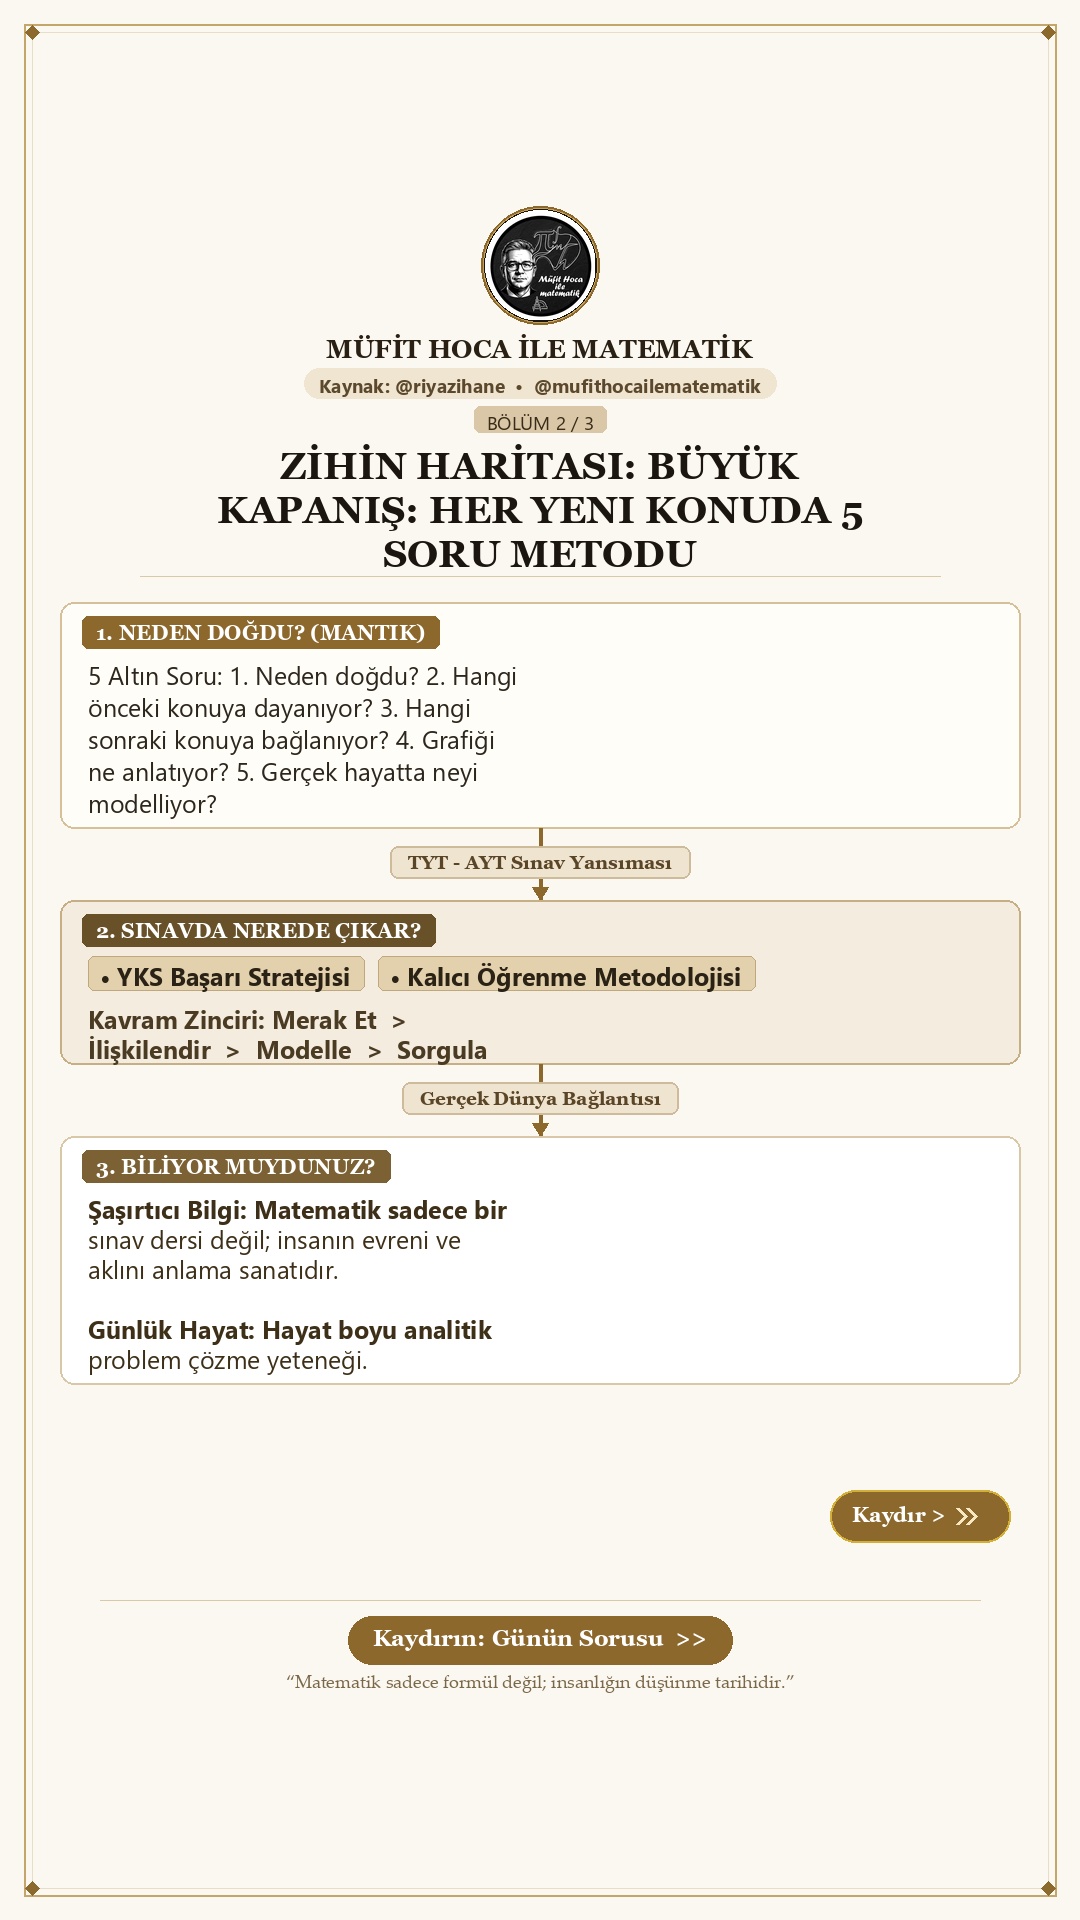 Müfit Hoca
ile
matematik
MÜFİT HOCA İLE MATEMATİK
Kaynak: @riyazihane • @mufithocailematematik
BÖLÜM 2 / 3
ZİHİN HARİTASI: BÜYÜK
KAPANIŞ: HER YENI KONUDA 5
SORU METODU
1. NEDEN DOĞDU? (MANTIK)
5 Altın Soru: 1. Neden doğdu? 2. Hangi
önceki konuya dayanıyor? 3. Hangi
sonraki konuya bağlanıyor? 4. Grafiği
ne anlatıyor? 5. Gerçek hayatta neyi
modelliyor?
TYT - AYT Sınav Yansıması
2. SINAVDA NEREDE ÇIKAR?
• YKS Başarı Stratejisi • Kalıcı Öğrenme Metodolojisi
Kavram Zinciri: Merak Et >
İlişkilendir > Modelle > Sorgula
Gerçek Dünya Bağlantısı
3. BİLİYOR MUYDUNUZ?
Şaşırtıcı Bilgi: Matematik sadece bir
sınav dersi değil; insanın evreni ve
aklını anlama sanatıdır.
Günlük Hayat: Hayat boyu analitik
problem çözme yeteneği.
Kaydır > »
Kaydırın: Günün Sorusu >>
“Matematik sadece formül değil; insanlığın düşünme tarihidir.”